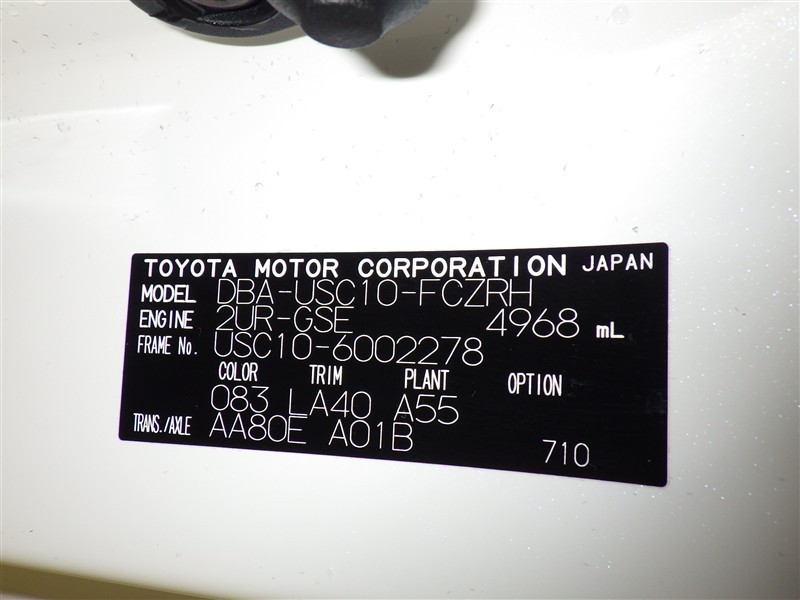 TOYOTA MOTOR CORPORATION JAPAN
MODEL DBA-USC10-FCZRH
ENGINE 2UR-GSE 4968 mL
FRAME No. USC10-6002278
COLOR TRIM PLANT OPTION
083 LA40 A55
TRANS./AXLE AA80E A01B
710